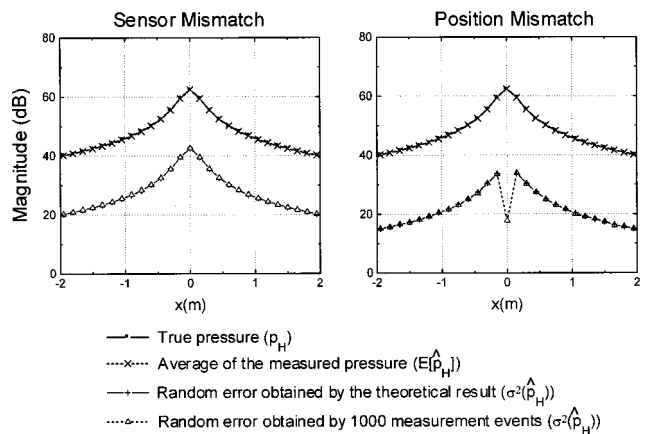 Sensor Mismatch
Position Mismatch
Magnitude (dB)
80
60
40
20
0
-2
-1
0
1
2
x(m)
80
60
40
20
0
-2
-1
0
1
2
x(m)
True pressure (p_H)
Average of the measured pressure (E[p̂_H])
Random error obtained by the theoretical result (σ²(p̂_H))
Random error obtained by 1000 measurement events (σ²(p̂_H))